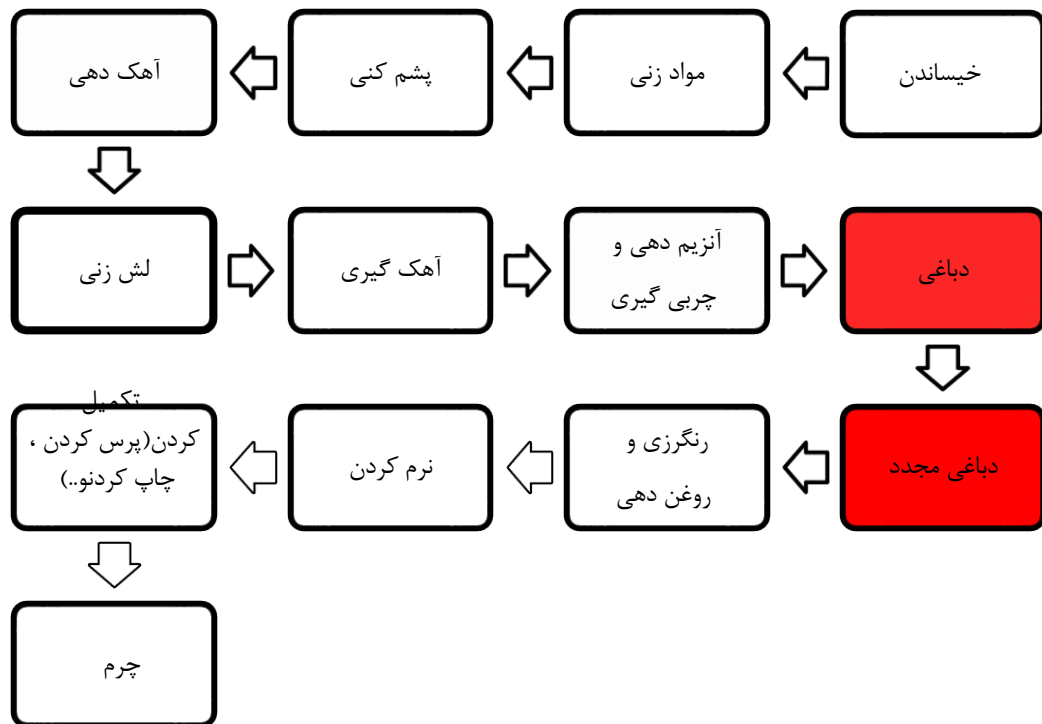 خیساندن
مواد زنی
پشم کنی
آهک دهی
لش زنی
آهک گیری
آنزیم دهی و
چربی گیری
دباغی
دباغی مجدد
رنگرزی و
روغن دهی
نرم کردن
تکمیل
کردن(پرس کردن ،
چاپ کردنو..)
چرم